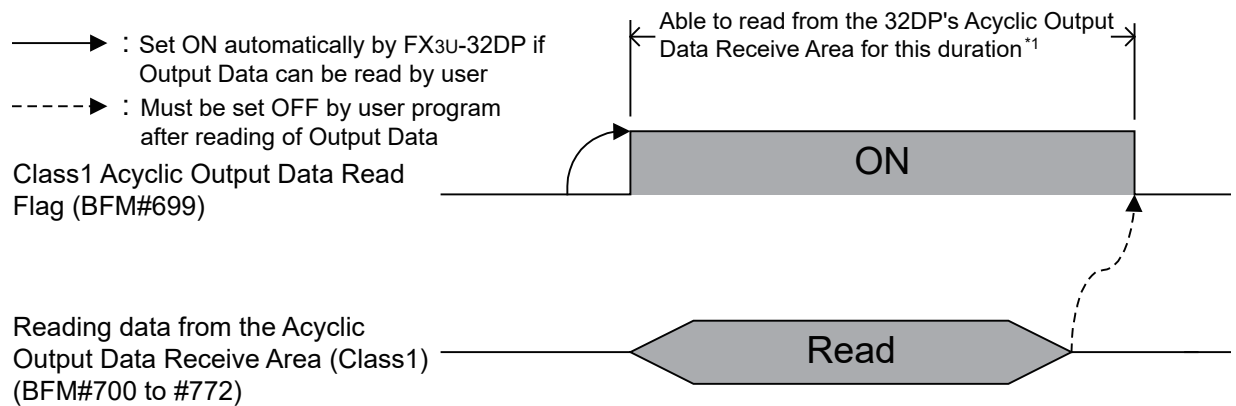 : Set ON automatically by FX3U-32DP if
Output Data can be read by user
: Must be set OFF by user program
after reading of Output Data
Able to read from the 32DP's Acyclic Output
Data Receive Area for this duration*1
Class1 Acyclic Output Data Read
Flag (BFM#699)
ON
Reading data from the Acyclic
Output Data Receive Area (Class1)
(BFM#700 to #772)
Read